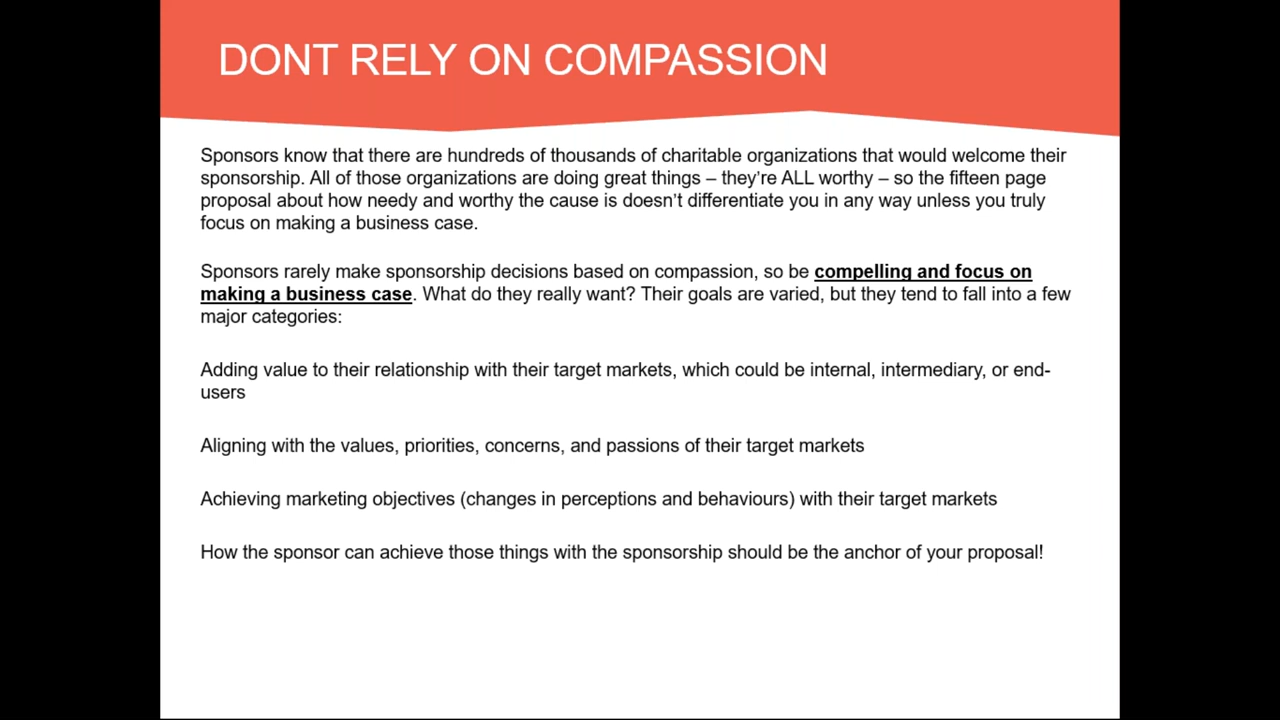 DONT RELY ON COMPASSION
Sponsors know that there are hundreds of thousands of charitable organizations that would welcome their
sponsorship. All of those organizations are doing great things – they’re ALL worthy – so the fifteen page
proposal about how needy and worthy the cause is doesn’t differentiate you in any way unless you truly
focus on making a business case.
Sponsors rarely make sponsorship decisions based on compassion, so be compelling and focus on
making a business case. What do they really want? Their goals are varied, but they tend to fall into a few
major categories:
Adding value to their relationship with their target markets, which could be internal, intermediary, or end-
users
Aligning with the values, priorities, concerns, and passions of their target markets
Achieving marketing objectives (changes in perceptions and behaviours) with their target markets
How the sponsor can achieve those things with the sponsorship should be the anchor of your proposal!